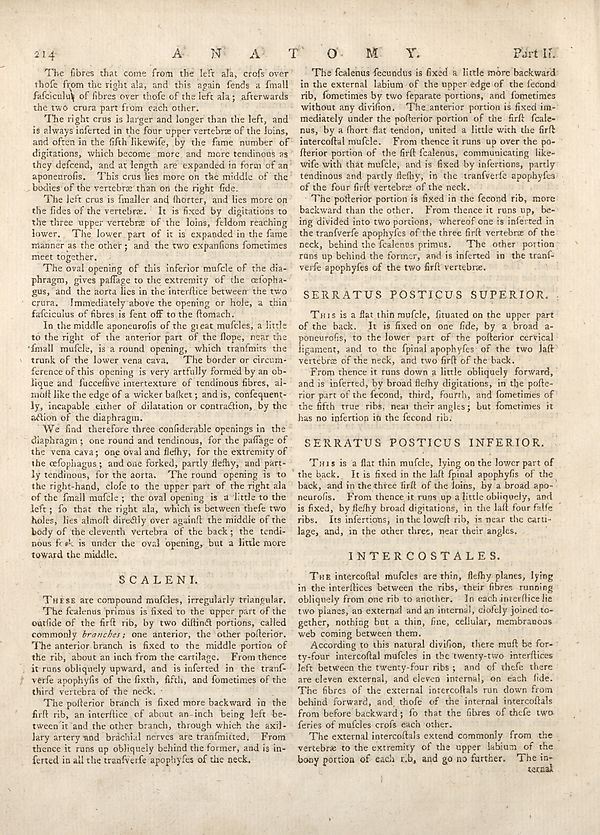 214 A N A T O M Y. Part II.
The fibres that come from the left ala, croſs over
thoſe from the right ala, and this again ſends a ſmall
faſciculus of fibres over thoſe of the left ala; afterwards
the two crura part from each other.
The right crus is larger and longer than the left, and
is always inſerted in the four upper vertebræ of the loins,
and often in the fifth likewiſe, by the ſame number of
digitations, which become more and more tendinous as
they deſcend, and at length are expanded in form of an
aponeuroſis. This crus lies more on the middle of the
bodies of the vertebræ than on the right ſide.
The left crus is ſmaller and ſhorter, and lies more on
the ſides of the vertebræ. It is fixed by digitations to
the three upper vertebræ of the loins, ſeldom reaching
lower. The lower part of it is expanded in the ſame
manner as the other; and the two expanſions ſometimes
meet together.
The oval opening of this inferior muſcle of the dia-
phragm, gives paſſage to the extremity of the œſopha-
gus, and the aorta lies in the interſtice between the two
crura. Immediately above the opening or hole, a thin
faſciculus of fibres is ſent off to the ſtomach.
In the middle aponeuroſis of the great muſcles, a little
to the right of the anterior part of the ſlope, near the
ſmall muſcle, is a round opening, which tranſmits the
trunk of the lower vena cava. The border or circum-
ference of this opening is very artfully formed by an ob-
lique and ſucceſſive intertexture of tendinous fibres, al-
moſt like the edge of a wicker baſket; and is, conſequent-
ly, incapable either of dilatation or contraction, by the
action of the diaphragm.
We find therefore three conſiderable openings in the
diaphragm; one round and tendinous, for the paſſage of
the vena cava; one oval and fleſhy, for the extremity of
the œſophagus; and one forked, partly fleſhy, and part-
ly tendinous, for the aorta. The round opening is to
the right-hand, cloſe to the upper part of the right ala
of the ſmall muſcle; the oval opening is a little to the
left; ſo that the right ala, which is between theſe two
holes, lies almoſt directly over againſt the middle of the
body of the eleventh vertebra of the back; the tendi-
nous is under the oval opening, but a little more
toward the middle.
SCALENI.
THESE are compound muſcles, irregularly triangular.
The ſcalenus primus is fixed to the upper part of the
outſide of the firſt rib, by two diſtinct portions, called
commonly branches; one anterior, the other poſterior.
The anterior branch is fixed to the middle portion of
the rib, about an inch from the cartilage. From thence
it runs obliquely upward, and is inſerted in the tranſ-
verſe apophyſis of the ſixth, fifth, and ſometimes of the
third vertebra of the neck.
The poſterior branch is fixed more backward in the
firſt rib, an interſtice of about an inch being left be-
tween it and the other branch, through which the axil-
lary artery and brachial nerves are tranſmitted. From
thence it runs up obliquely behind the former, and is in-
ſerted in all the tranſverſe apophyſes of the neck.
The ſcalenus ſecundus is fixed a little more backward
in the external labium of the upper edge of the ſecond
rib, ſometimes by two ſeparate portions, and ſometimes
without any diviſion. The anterior portion is fixed im-
mediately under the poſterior portion of the firſt ſcale-
nus, by a ſhort flat tendon, united a little with the firſt
intercoſtal muſcle. From thence it runs up over the po-
ſterior portion of the firſt ſcalenus, communicating like-
wiſe with that muſcle, and is fixed by inſertions, partly
tendinous and partly fleſhy, in the tranſverſe apophyſes
of the four firſt vertebræ of the neck.
The poſterior portion is fixed in the ſecond rib, more
backward than the other. From thence it runs up, be-
ing divided into two portions, whereof one is inſerted in
the tranſverſe apophyſes of the three firſt vertebræ of the
neck, behind the ſcalenus primus. The other portion
runs up behind the former, and is inſerted in the tranſ-
verſe apophyſes of the two firſt vertebræ.
SERRATUS POSTICUS SUPERIOR.
THIS is a flat thin muſcle, ſituated on the upper part
of the back. It is fixed on one ſide, by a broad a-
poneuroſis, to the lower part of the poſterior cervical
ligament, and to the ſpinal apophyſes of the two laſt
vertebræ of the neck, and two firſt of the back.
From thence it runs down a little obliquely forward,
and is inſerted, by broad fleſhy digitations, in the poſte-
rior part of the ſecond, third, fourth, and ſometimes of
the fifth true ribs, near their angles; but ſometimes it
has no inſertion in the ſecond rib.
SERRATUS POSTICUS INFERIOR.
THIS is a flat thin muſcle, lying on the lower part of
the back. It is fixed in the laſt ſpinal apophyſis of the
back, and in the three firſt of the loins, by a broad apo-
neuroſis. From thence it runs up a little obliquely, and
is fixed, by fleſhy broad digitations, in the laſt four falſe
ribs. Its inſertions, in the loweſt rib, is near the carti-
lage, and, in the other three, near their angles.
INTERCOSTALES.
THE intercoſtal muſcles are thin, fleſhy planes, lying
in the interſtices between the ribs, their fibres running
obliquely from one rib to another. In each interſtice lie
two planes, an external and an internal, cloſely joined to-
gether, nothing but a thin, fine, cellular, membranous
web coming between them.
According to this natural diviſion, there muſt be for-
ty-four intercoſtal muſcles in the twenty-two interſtices
left between the twenty-four ribs; and of theſe there
are eleven external, and eleven internal, on each ſide.
The fibres of the external intercoſtals run down from
behind forward, and thoſe of the internal intercoſtals
from before backward; ſo that the fibres of theſe two
ſeries of muſcles croſs each other.
The external intercoſtals extend commonly from the
vertebræ to the extremity of the upper labium of the
bony portion of each rib, and go no further. The in-
ternal